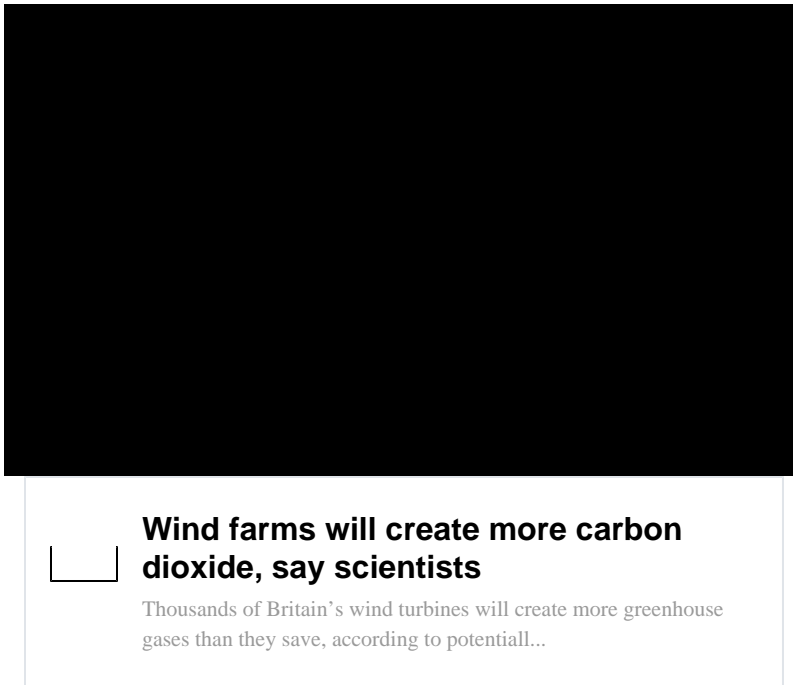 Wind farms will create more carbon
dioxide, say scientists
Thousands of Britain’s wind turbines will create more greenhouse
gases than they save, according to potentiall...